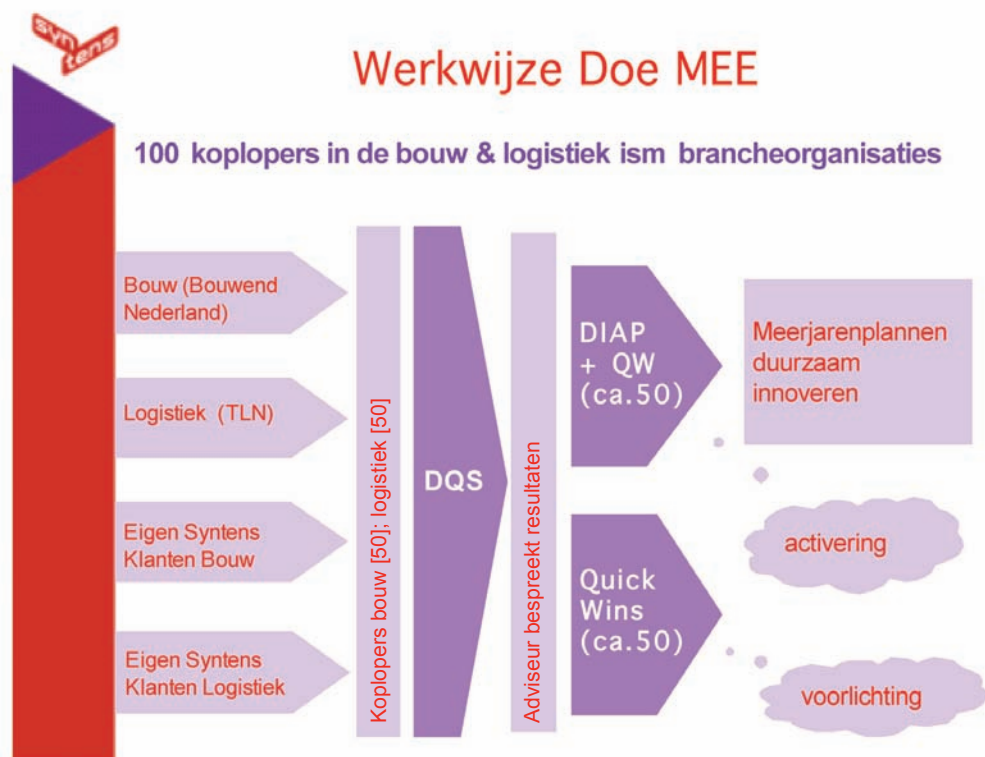 syn
tens
Werkwijze Doe MEE
100 koplopers in de bouw & logistiek ism brancheorganisaties
Bouw (Bouwend
Nederland)
Logistiek (TLN)
Eigen Syntens
Klanten Bouw
Eigen Syntens
Klanten Logistiek
Koplopers bouw [50]; logistiek [50]
DQS
Adviseur bespreekt resultaten
DIAP
+ QW
(ca.50)
Quick
Wins
(ca.50)
Meerjarenplannen
duurzaam
innoveren
activering
voorlichting